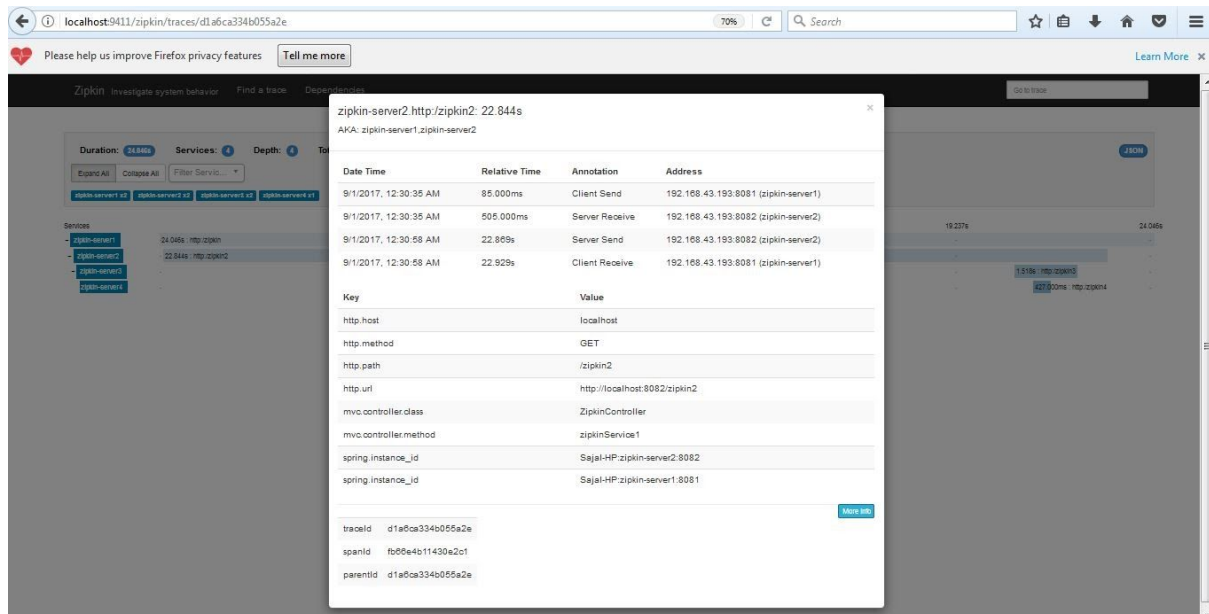 localhost:9411/zipkin/traces/d1a6ca334b055a2e 70% Search
Please help us improve Firefox privacy features Tell me more Learn More
Zipkin Investigate system behavior Find a trace Dependencies Go to trace
zipkin-server2.http:/zipkin2: 22.844s
AKA: zipkin-server1,zipkin-server2
Date Time Relative Time Annotation Address
9/1/2017, 12:30:35 AM 85.000ms Client Send 192.168.43.193:8081 (zipkin-server1)
9/1/2017, 12:30:35 AM 505.000ms Server Receive 192.168.43.193:8082 (zipkin-server2)
9/1/2017, 12:30:58 AM 22.869s Server Send 192.168.43.193:8082 (zipkin-server2)
9/1/2017, 12:30:58 AM 22.929s Client Receive 192.168.43.193:8081 (zipkin-server1)
Key Value
http.host localhost
http.method GET
http.path /zipkin2
http.url http://localhost:8082/zipkin2
mvc.controller.class ZipkinController
mvc.controller.method zipkinService1
spring.instance_id Sajal-HP:zipkin-server2:8082
spring.instance_id Sajal-HP:zipkin-server1:8081
More Info
traceId d1a6ca334b055a2e
spanId fb66e4b11430e2c1
parentId d1a6ca334b055a2e
Duration: 24.046s Services: 4 Depth: 4 JSON
Expand All Collapse All Filter Servic...
zipkin-server1 x2 zipkin-server2 x2 zipkin-server3 x2 zipkin-server4 x1
Services 19.237s 24.046s
- zipkin-server1 24.046s : http:/zipkin
- zipkin-server2 22.844s : http:/zipkin2
- zipkin-server3 1.518s : http:/zipkin3
zipkin-server4 427.000ms : http:/zipkin4